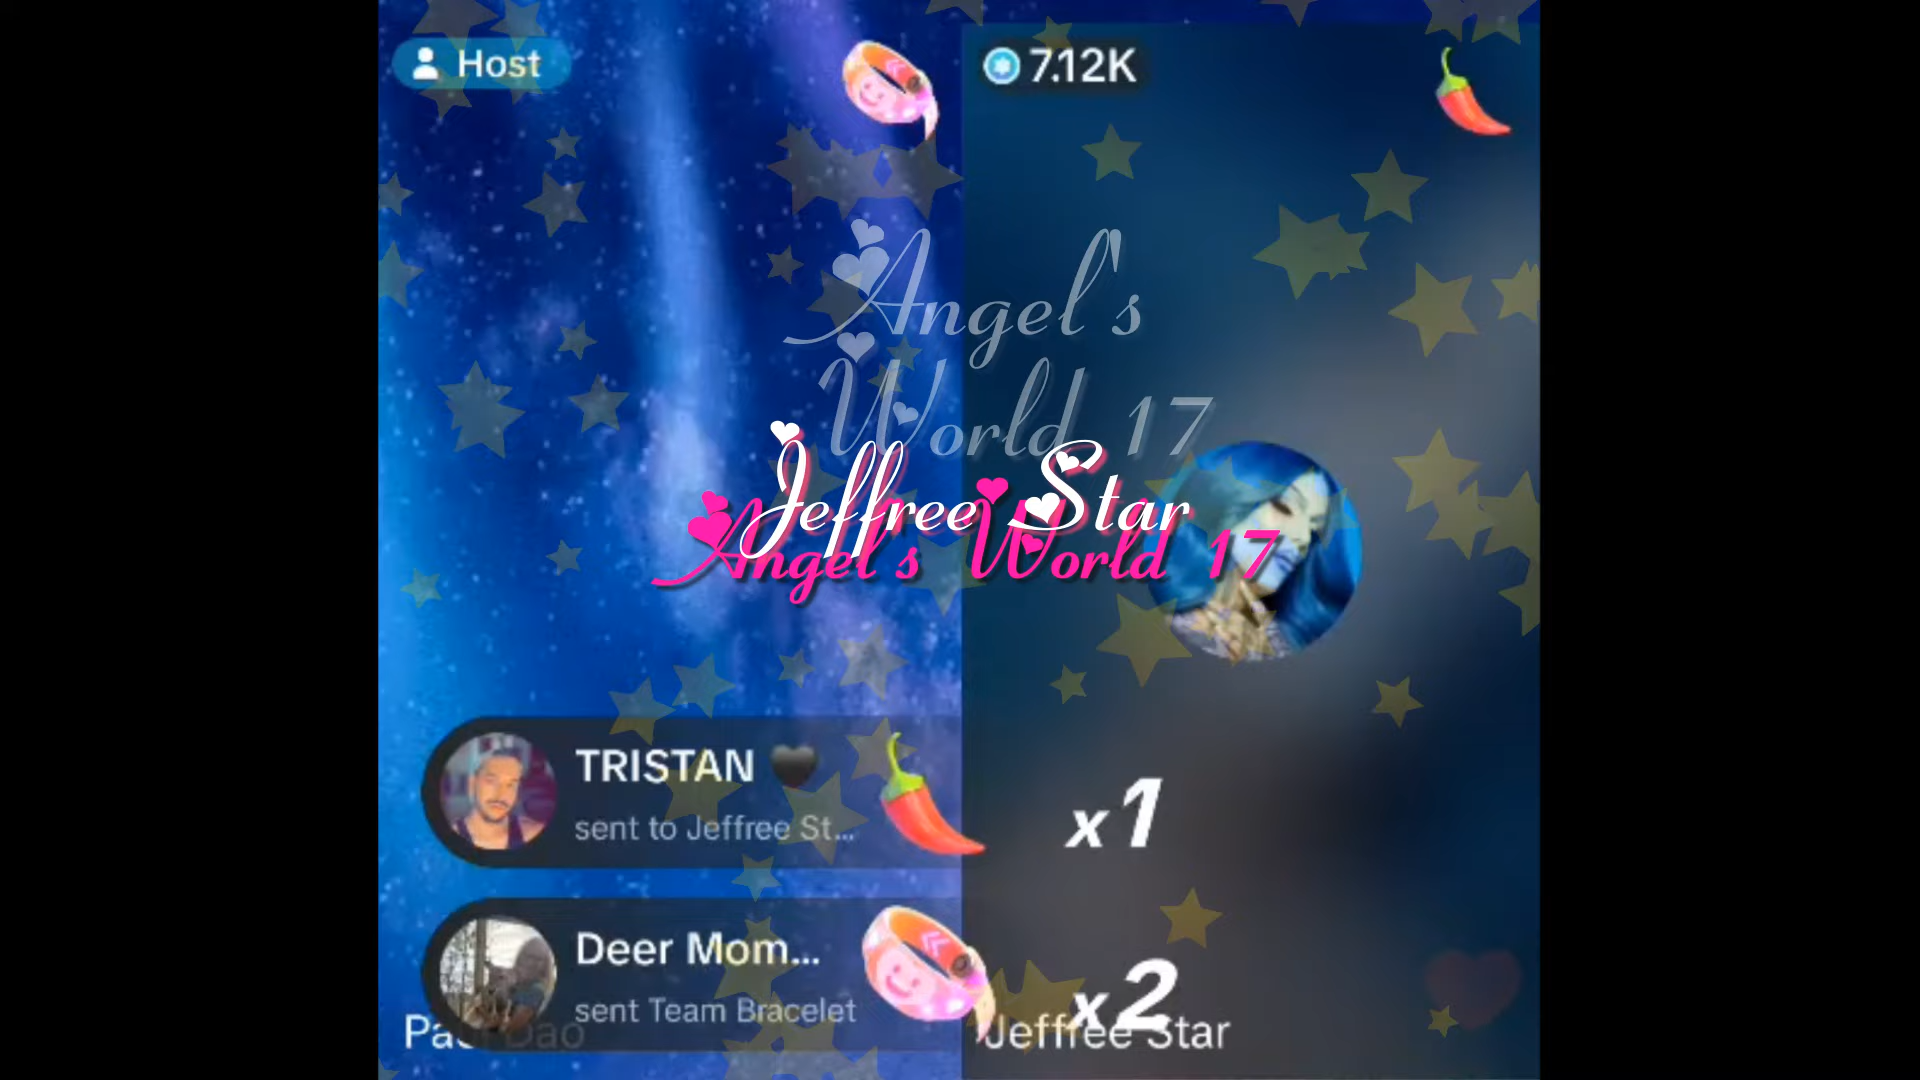 Host
7.12K
Angel's
World 17
Jeffree Star
Angel's World 17
TRISTAN
sent to Jeffree St...
x1
Deer Mom...
sent Team Bracelet
x2
Dao
Jeffree Star